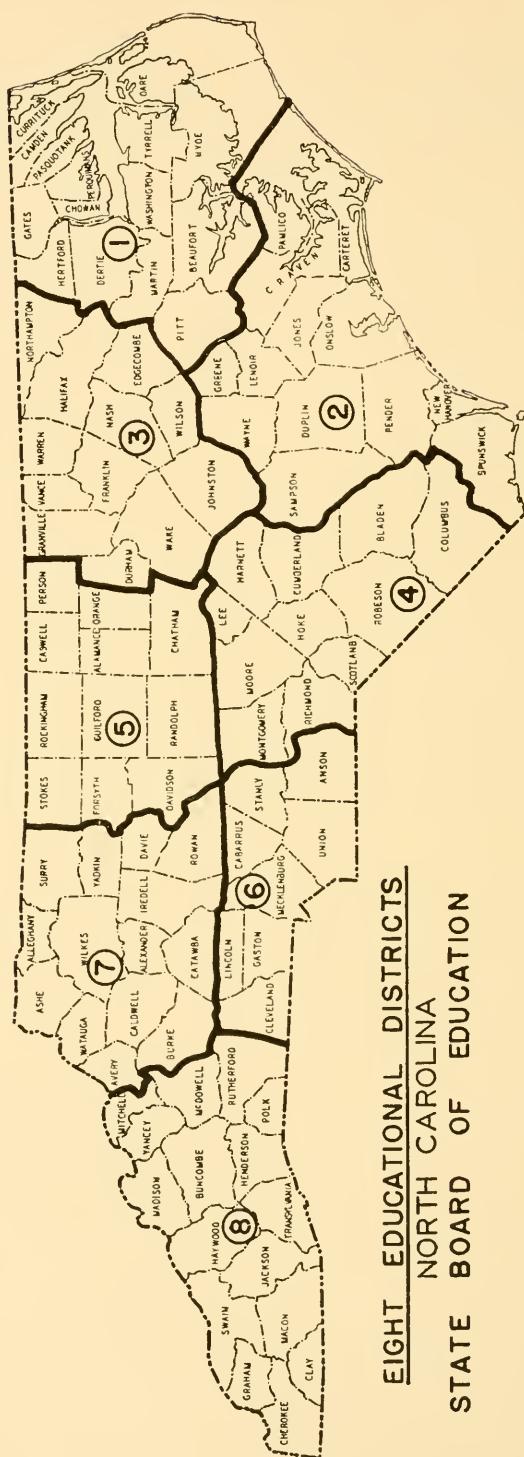 EIGHT EDUCATIONAL DISTRICTS
NORTH CAROLINA
STATE BOARD OF EDUCATION
CHEROKEE
GRAHAM
CLAY
SWAIN
MACON
JACKSON
HAYWOOD
TRANSYLVANIA
MADISON
BUNCOMBE
HENDERSON
YANCEY
MITCHELL
MCDOWELL
RUTHERFORD
POLK
8
AVERY
WATAUGA
ASHE
ALLEGHANY
WILKES
CALDWELL
BURKE
ALEXANDER
CATAWBA
SURRY
YADKIN
IREDELL
DAVIE
ROWAN
7
CLEVELAND
LINCOLN
GASTON
MECKLENBURG
CABARRUS
STANLY
UNION
ANSON
6
STOKES
FORSYTH
DAVIDSON
ROCKINGHAM
GUILFORD
RANDOLPH
CASWELL
ALAMANCE
ORANGE
CHATHAM
PERSON
5
MONTGOMERY
RICHMOND
MOORE
LEE
HOKE
SCOTLAND
HARNETT
CUMDERLAND
ROBESON
BLADEN
COLUMBUS
4
GRANVILLE
VANCE
WARREN
DURHAM
WAKE
FRANKLIN
NASH
HALIFAX
NORTHAMPTON
EDGECOMBE
WILSON
JOHNSTON
3
SAMPSON
WAYNE
GREENE
LENOIR
DUPLIN
JONES
ONSLOW
PENDER
NEW
HANOVER
SPUNSWICK
CRAVEN
PAMLICO
CARTERET
2
GATES
HERTFORD
DERTIE
CHOWAN
PERQUIMANS
PASQUOTANK
CAMDEN
CURRITUCK
MARTIN
WASHINGTON
TYRRELL
DARE
HYDE
BEAUFORT
PITT
1